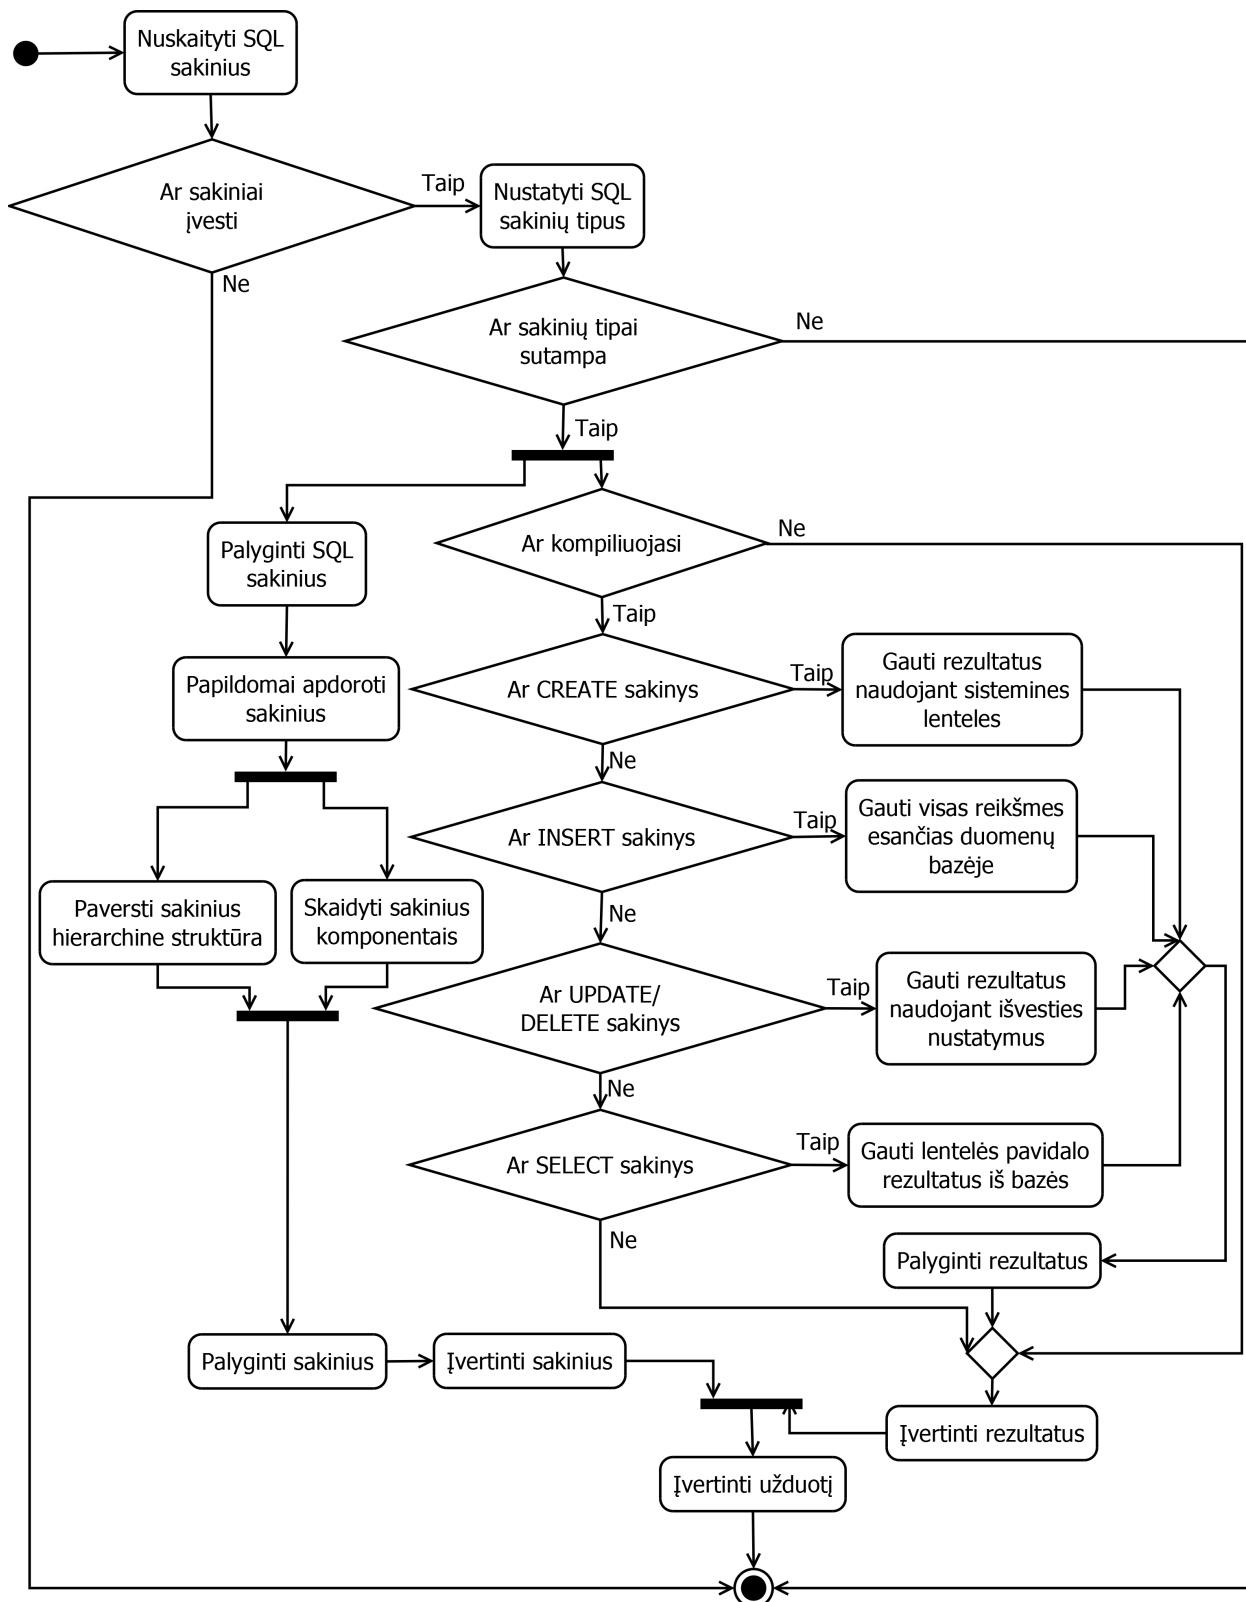 Nuskaityti SQL
sakinius
Ar sakiniai
įvesti
Taip
Nustatyti SQL
sakinių tipus
Ne
Ar sakinių tipai
sutampa
Ne
Taip
Palyginti SQL
sakinius
Ar kompiliuojasi
Ne
Taip
Papildomai apdoroti
sakinius
Ar CREATE sakinys
Taip
Gauti rezultatus
naudojant sistemines
lenteles
Ne
Ar INSERT sakinys
Taip
Gauti visas reikšmes
esančias duomenų
bazėje
Paversti sakinius
hierarchine struktūra
Skaidyti sakinius
komponentais
Ne
Ar UPDATE/
DELETE sakinys
Taip
Gauti rezultatus
naudojant išvesties
nustatymus
Ne
Ar SELECT sakinys
Taip
Gauti lentelės pavidalo
rezultatus iš bazės
Ne
Palyginti rezultatus
Palyginti sakinius
Įvertinti sakinius
Įvertinti rezultatus
Įvertinti užduotį